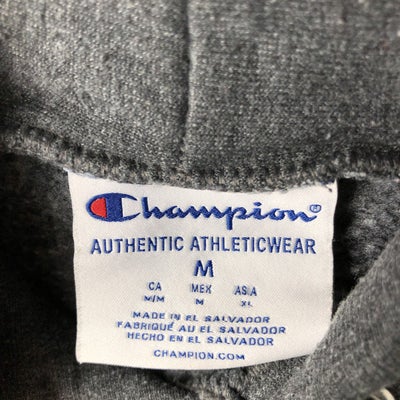 Champion®
AUTHENTIC ATHLETICWEAR
M
CA MEX ASIA
M/M M XL
MADE IN EL SALVADOR
FABRIQUÉ AU EL SALVADOR
HECHO EN EL SALVADOR
CHAMPION.COM